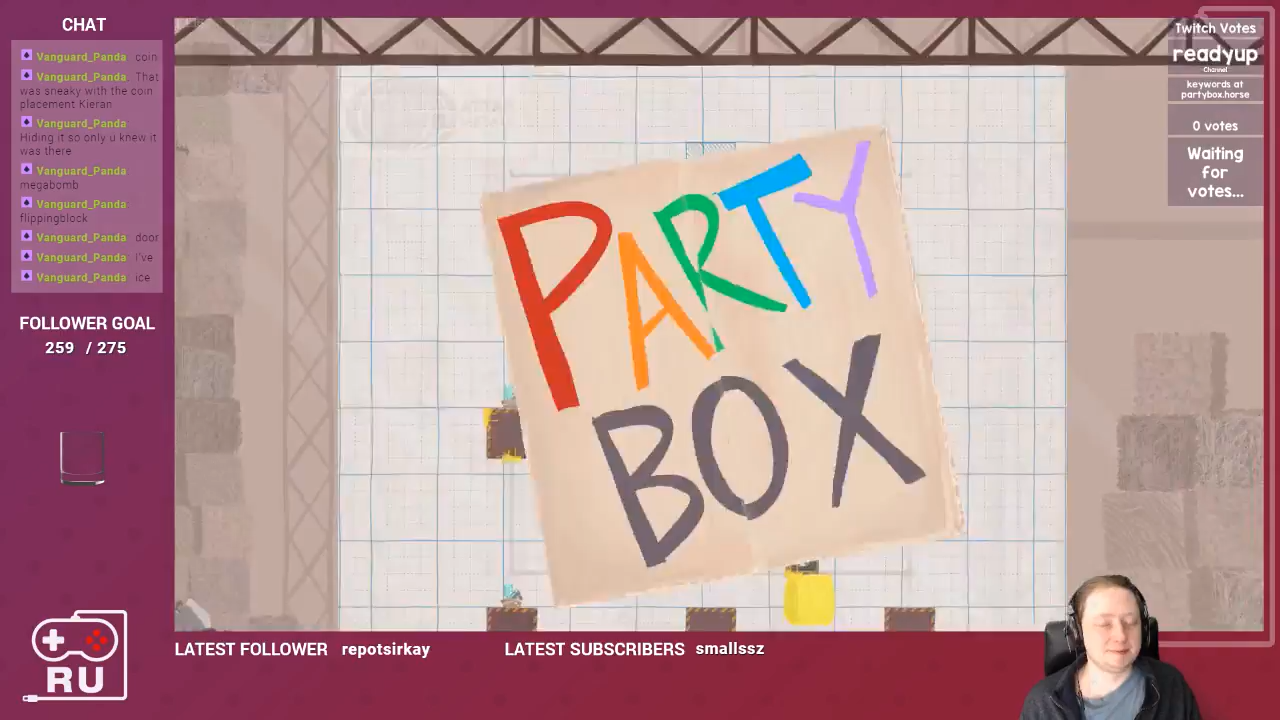 CHAT
Vanguard_Panda coin
Vanguard_Panda That
was sneaky with the coin
placement Kieran
Vanguard_Panda
Hiding it so only u knew it
was there
Vanguard_Panda
megabomb
Vanguard_Panda
flippingblock
Vanguard_Panda door
Vanguard_Panda I've
Vanguard_Panda ice
FOLLOWER GOAL
259 / 275
RU
PARTY
BOX
Twitch Votes
readyup
Channel
keywords at
partybox.horse
0 votes
Waiting
for
votes...
LATEST FOLLOWER repotsirkay
LATEST SUBSCRIBERS smallssz